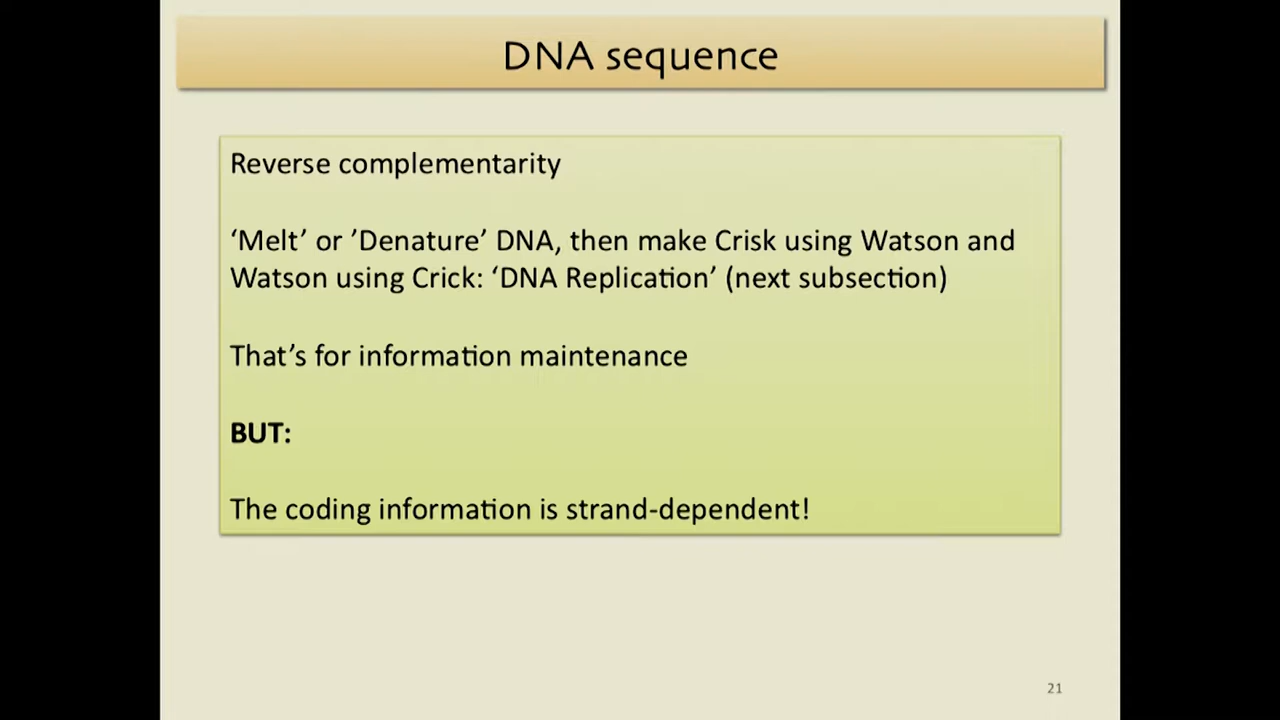 DNA sequence
Reverse complementarity
‘Melt’ or ’Denature’ DNA, then make Crisk using Watson and
Watson using Crick: ‘DNA Replication’ (next subsection)
That’s for information maintenance
BUT:
The coding information is strand-dependent!
21